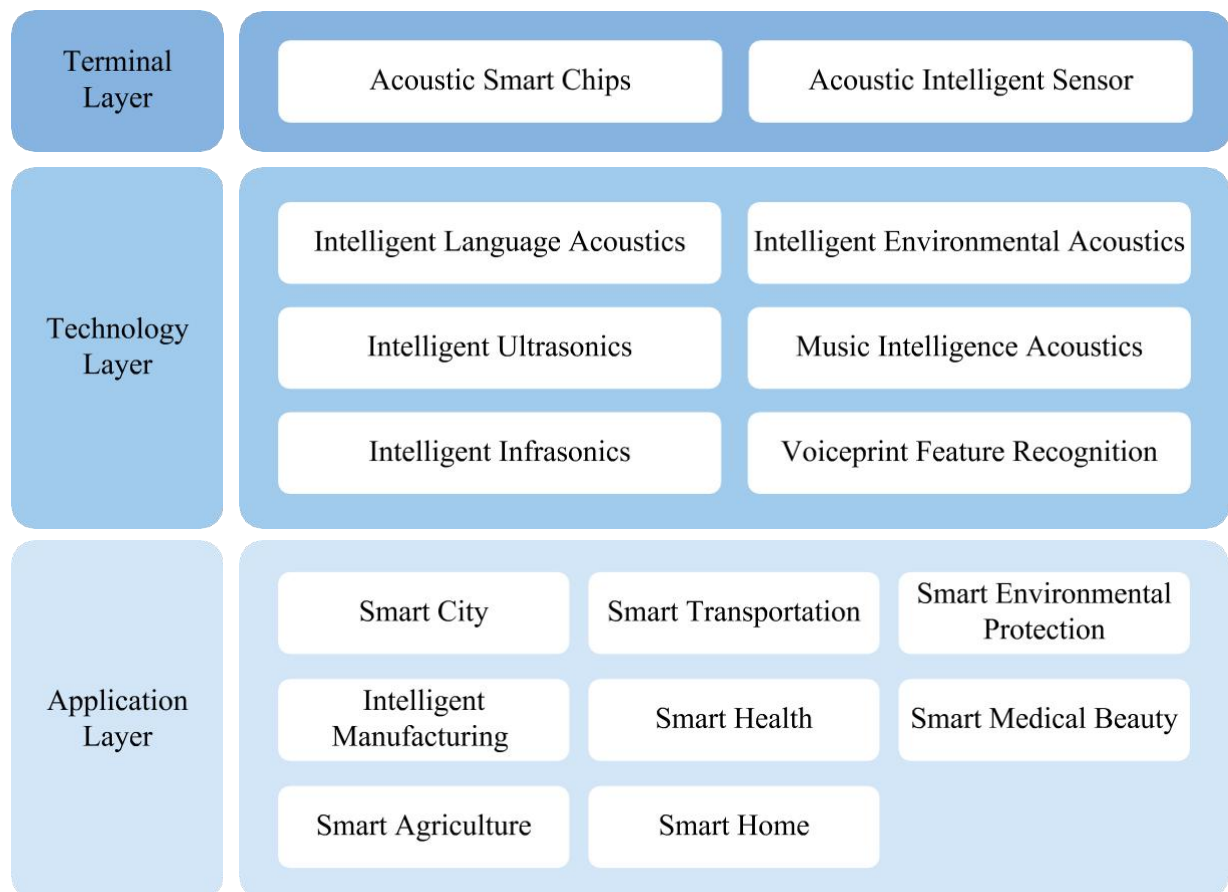 Terminal
Layer
Acoustic Smart Chips
Acoustic Intelligent Sensor
Technology
Layer
Intelligent Language Acoustics
Intelligent Environmental Acoustics
Intelligent Ultrasonics
Music Intelligence Acoustics
Intelligent Infrasonics
Voiceprint Feature Recognition
Application
Layer
Smart City
Smart Transportation
Smart Environmental
Protection
Intelligent
Manufacturing
Smart Health
Smart Medical Beauty
Smart Agriculture
Smart Home